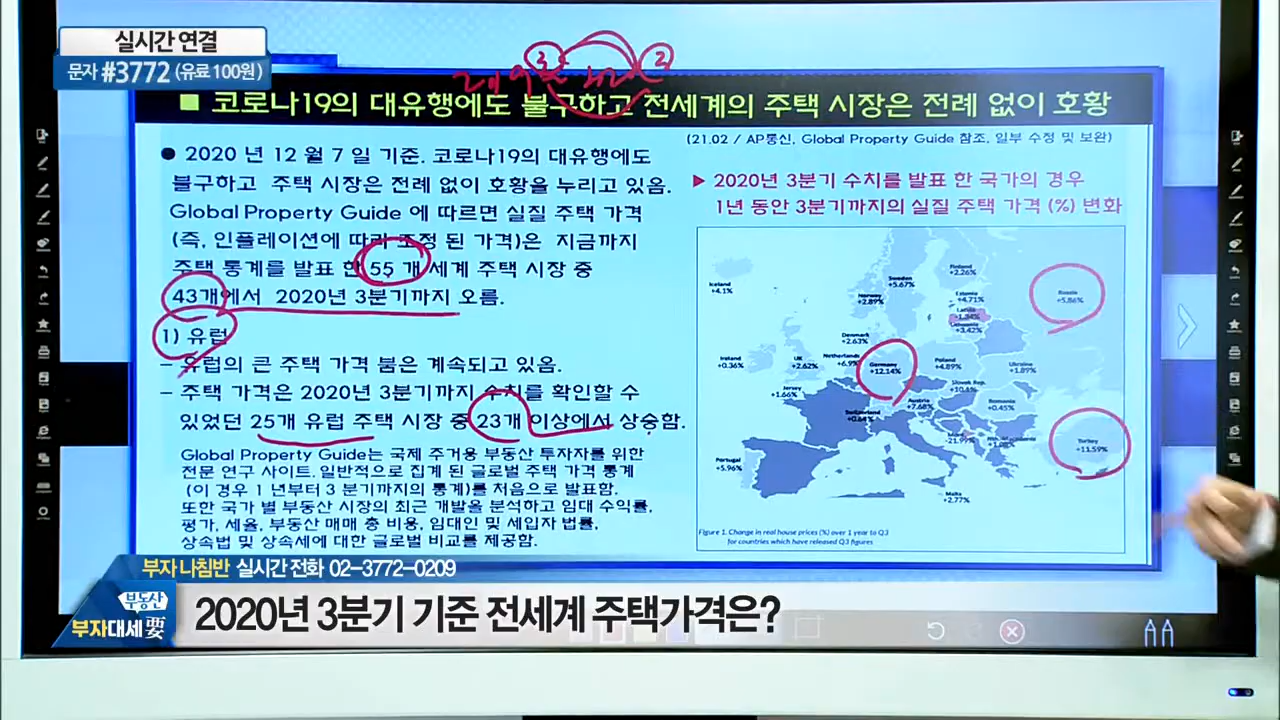 실시간 연결
문자 #3772 (유료 100원)
■ 코로나19의 대유행에도 불구하고 전세계의 주택 시장은 전례 없이 호황
(21.02 / AP통신, Global Property Guide 참조, 일부 수정 및 보완)
● 2020 년 12 월 7 일 기준. 코로나19의 대유행에도
불구하고 주택 시장은 전례 없이 호황을 누리고 있음.
Global Property Guide 에 따르면 실질 주택 가격
(즉, 인플레이션에 따라 조정 된 가격)은 지금까지
주택 통계를 발표 한 55 개 세계 주택 시장 중
43개에서 2020년 3분기까지 오름.
1) 유럽
– 유럽의 큰 주택 가격 붐은 계속되고 있음.
– 주택 가격은 2020년 3분기까지 수치를 확인할 수
있었던 25개 유럽 주택 시장 중 23개 이상에서 상승함.
Global Property Guide는 국제 주거용 부동산 투자자를 위한
전문 연구 사이트. 일반적으로 집계 된 글로벌 주택 가격 통계
(이 경우 1 년부터 3 분기까지의 통계)를 처음으로 발표함.
또한 국가 별 부동산 시장의 최근 개발을 분석하고 임대 수익률,
평가, 세율, 부동산 매매 총 비용, 임대인 및 세입자 법률,
상속법 및 상속세에 대한 글로벌 비교를 제공함.
▶ 2020년 3분기 수치를 발표 한 국가의 경우
1년 동안 3분기까지의 실질 주택 가격 (%) 변화
Iceland
+4.1%
Sweden
+5.67%
Finland
+2.26%
Norway
+2.89%
Estonia
+4.71%
Latvia
Lithuania
+3.42%
Russia
+5.86%
Denmark
+2.63%
Ireland
+0.36%
UK
+2.62%
Netherlands
+6.9%
Germany
+12.14%
Poland
+4.89%
Ukraine
+1.89%
Jersey
+1.66%
Slovak Rep.
Austria
+7.68%
Romania
+0.45%
Switzerland
+0.64%
Portugal
+5.96%
Turkey
+11.59%
Malta
+2.77%
Figure 1. Change in real house prices (%) over 1 year to Q3
for countries which have released Q3 figures
부자 나침반 실시간 전화 02-3772-0209
부동산
부자대세 要
2020년 3분기 기준 전세계 주택가격은?